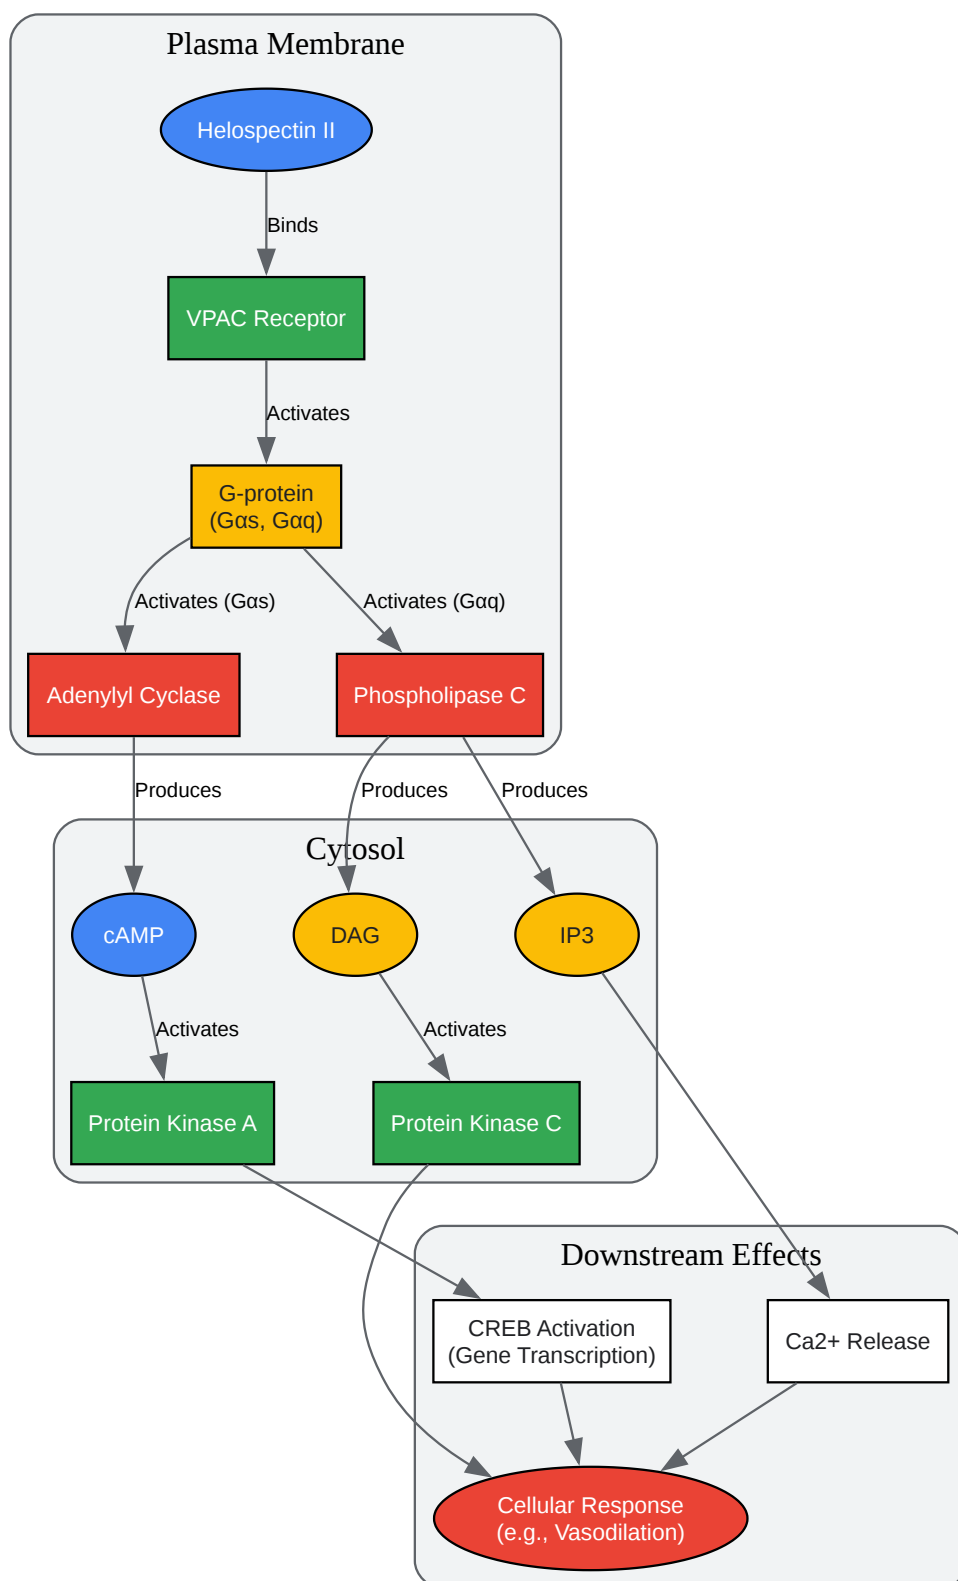 Plasma Membrane
Helospectin II
Binds
VPAC Receptor
Activates
G-protein
(Gαs, Gαq)
Activates (Gαs)
Activates (Gαq)
Adenylyl Cyclase
Phospholipase C
Produces
Produces
Produces
Cytosol
cAMP
DAG
IP3
Activates
Activates
Protein Kinase A
Protein Kinase C
Downstream Effects
CREB Activation
(Gene Transcription)
Ca2+ Release
Cellular Response
(e.g., Vasodilation)